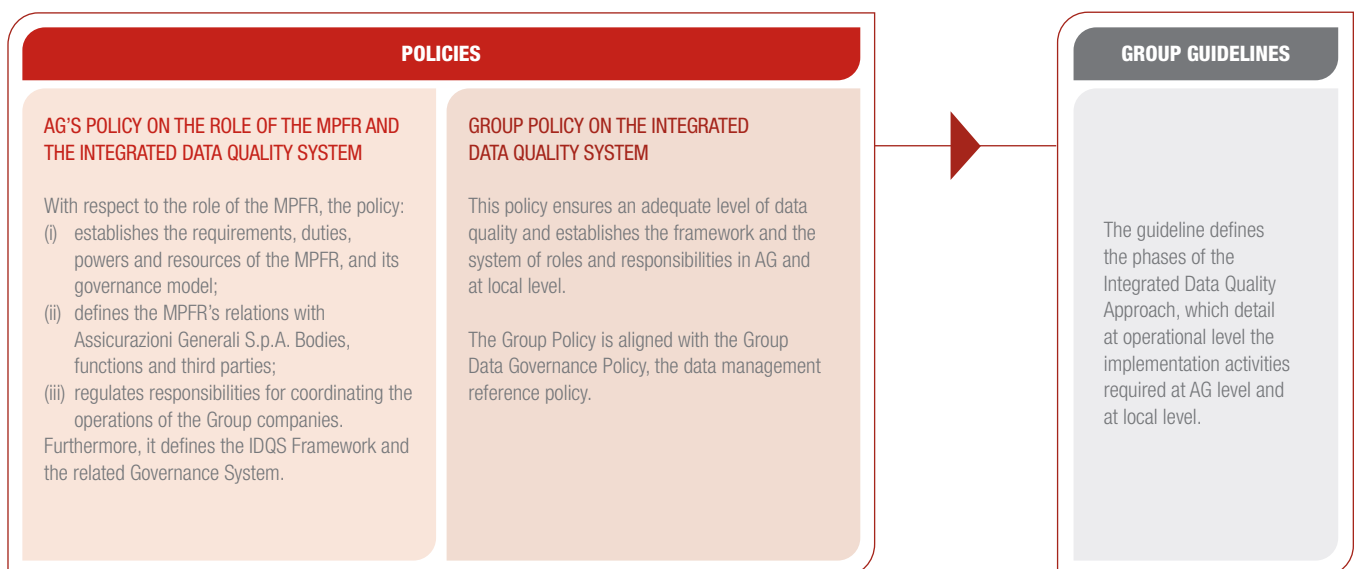 POLICIES
AG'S POLICY ON THE ROLE OF THE MPFR AND
THE INTEGRATED DATA QUALITY SYSTEM
With respect to the role of the MPFR, the policy:
(i) establishes the requirements, duties,
powers and resources of the MPFR, and its
governance model;
(ii) defines the MPFR's relations with
Assicurazioni Generali S.p.A. Bodies,
functions and third parties;
(iii) regulates responsibilities for coordinating the
operations of the Group companies.
Furthermore, it defines the IDQS Framework and
the related Governance System.
GROUP POLICY ON THE INTEGRATED
DATA QUALITY SYSTEM
This policy ensures an adequate level of data
quality and establishes the framework and the
system of roles and responsibilities in AG and
at local level.
The Group Policy is aligned with the Group
Data Governance Policy, the data management
reference policy.
GROUP GUIDELINES
The guideline defines
the phases of the
Integrated Data Quality
Approach, which detail
at operational level the
implementation activities
required at AG level and
at local level.